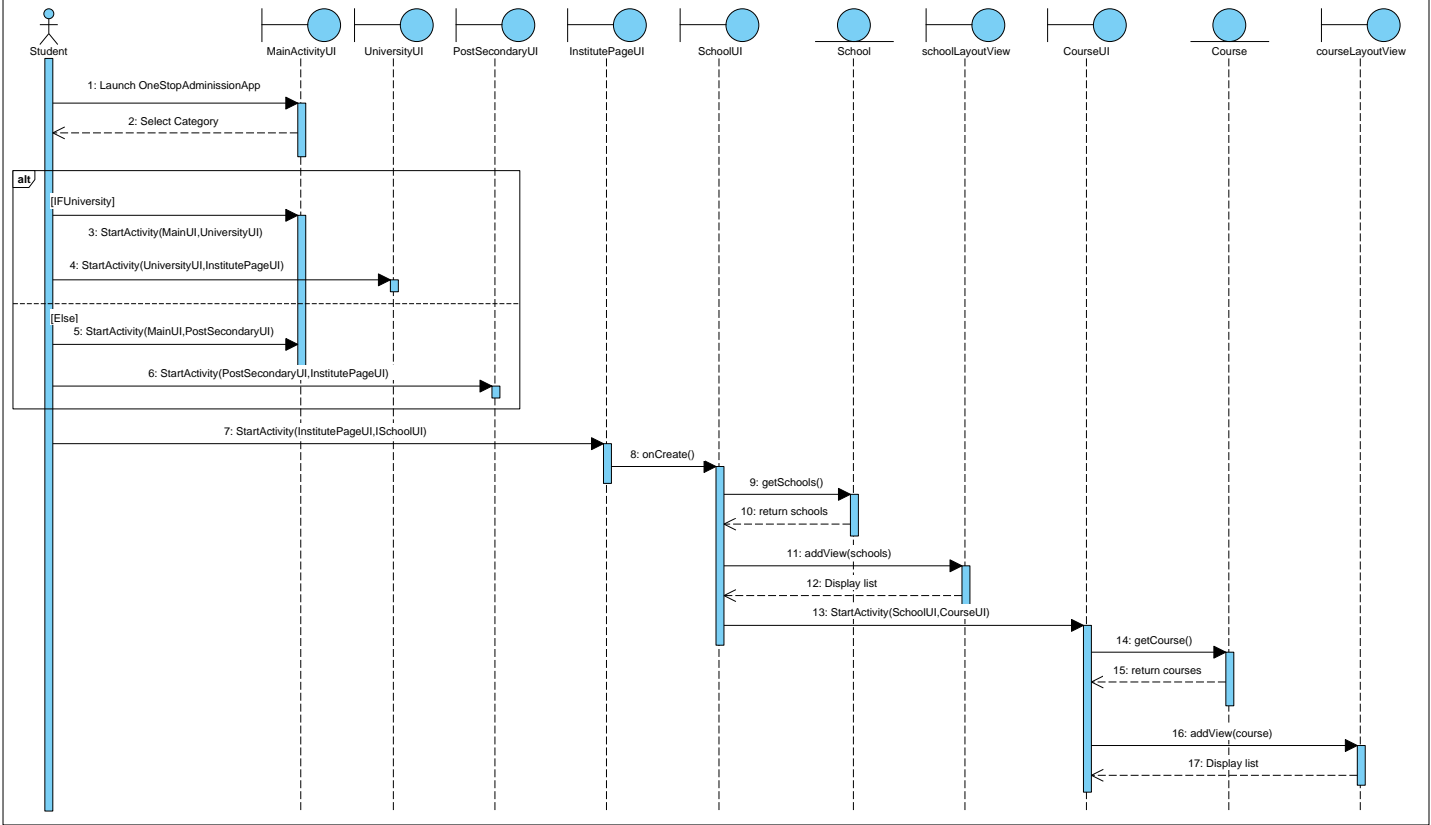 Student
MainActivityUI
UniversityUI
PostSecondaryUI
InstitutePageUI
SchoolUI
School
schoolLayoutView
CourseUI
Course
courseLayoutView
1: Launch OneStopAdminissionApp
2: Select Category
alt
[IFUniversity]
3: StartActivity(MainUI,UniversityUI)
4: StartActivity(UniversityUI,InstitutePageUI)
[Else]
5: StartActivity(MainUI,PostSecondaryUI)
6: StartActivity(PostSecondaryUI,InstitutePageUI)
7: StartActivity(InstitutePageUI,ISchoolUI)
8: onCreate()
9: getSchools()
10: return schools
11: addView(schools)
12: Display list
13: StartActivity(SchoolUI,CourseUI)
14: getCourse()
15: return courses
16: addView(course)
17: Display list